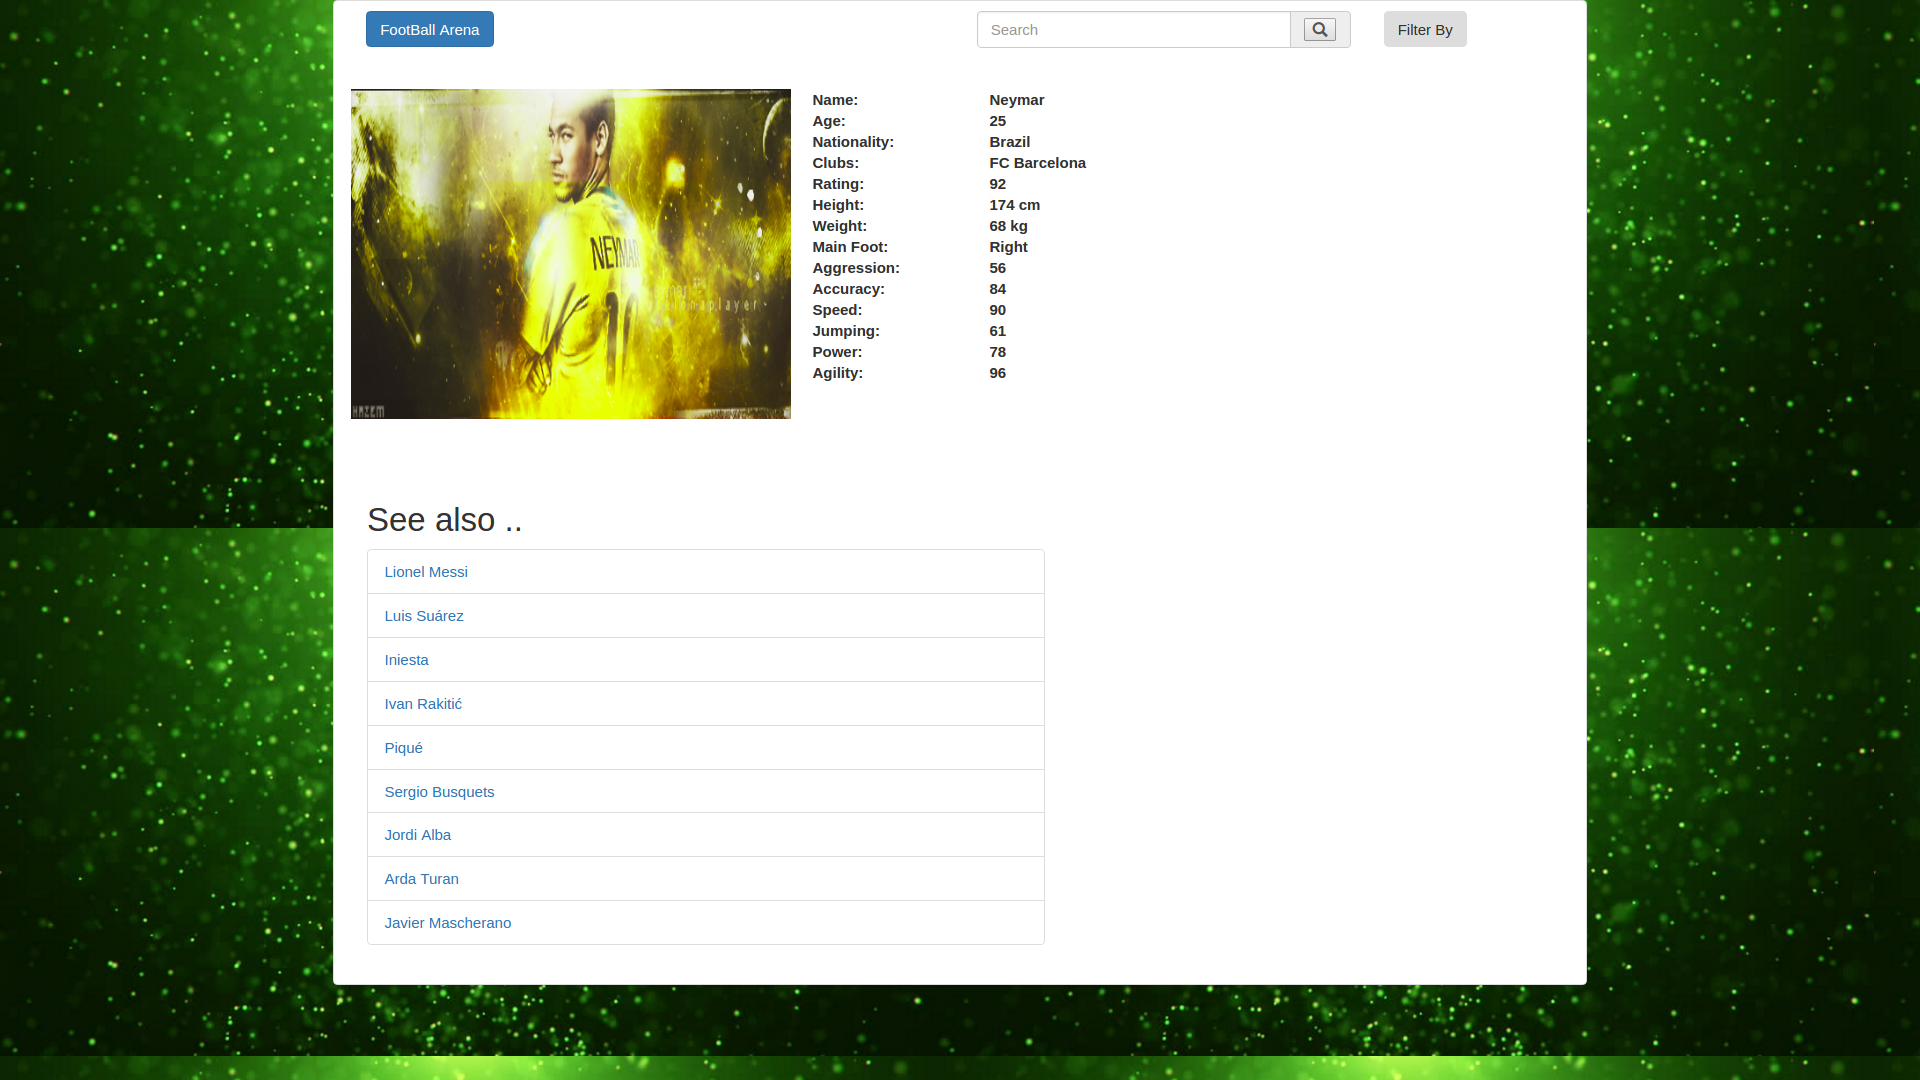 FootBall Arena
Search
Filter By
NEYMAR
10
HAZEM
Name: Neymar
Age: 25
Nationality: Brazil
Clubs: FC Barcelona
Rating: 92
Height: 174 cm
Weight: 68 kg
Main Foot: Right
Aggression: 56
Accuracy: 84
Speed: 90
Jumping: 61
Power: 78
Agility: 96
See also ..
Lionel Messi
Luis Suárez
Iniesta
Ivan Rakitić
Piqué
Sergio Busquets
Jordi Alba
Arda Turan
Javier Mascherano